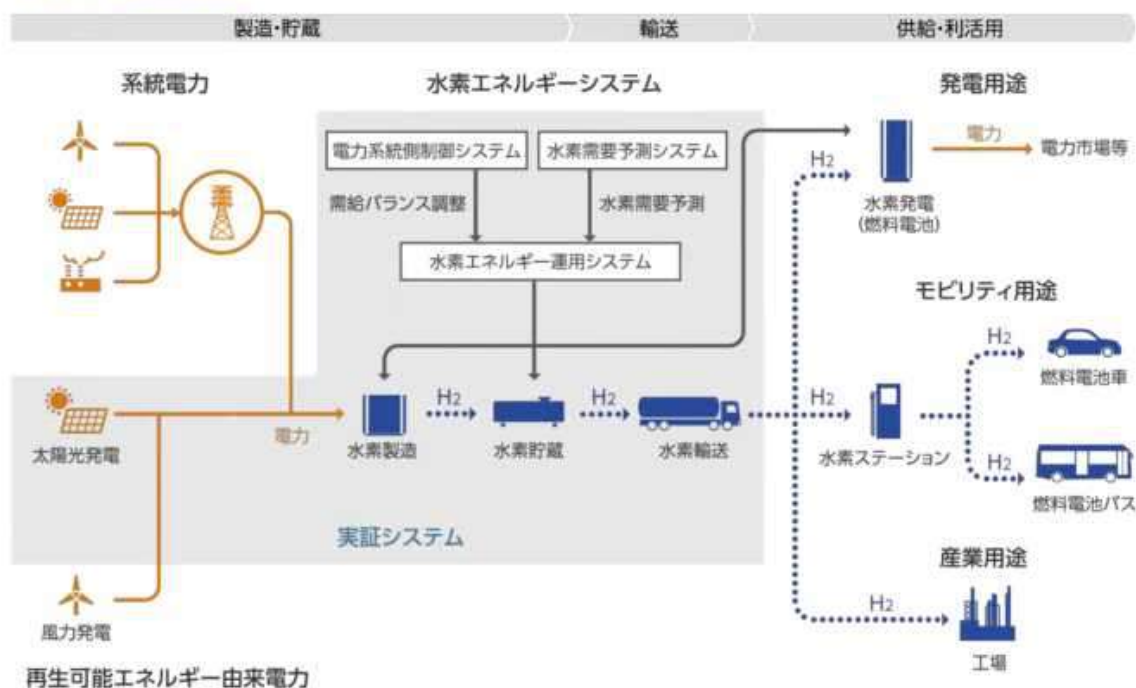 製造・貯蔵
輸送
供給・利活用
系統電力
水素エネルギーシステム
発電用途
電力系統側制御システム
水素需要予測システム
需給バランス調整
水素需要予測
水素エネルギー運用システム
H2
電力
電力市場等
水素発電
(燃料電池)
モビリティ用途
H2
燃料電池車
太陽光発電
電力
水素製造
H2
水素貯蔵
H2
水素輸送
H2
水素ステーション
H2
燃料電池バス
実証システム
産業用途
H2
工場
風力発電
再生可能エネルギー由来電力